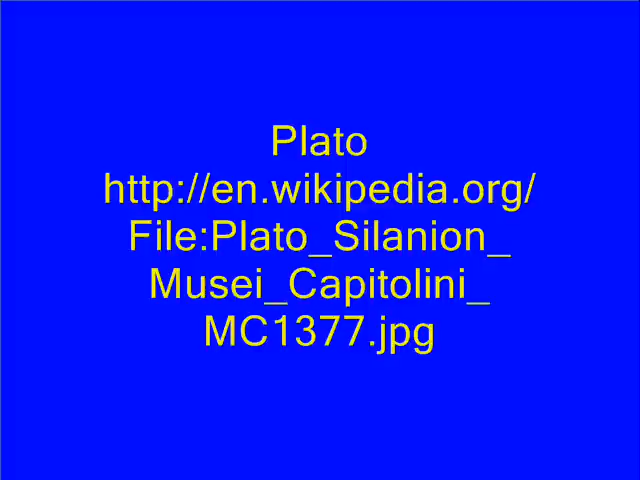 Plato
http://en.wikipedia.org/
File:Plato_Silanion_
Musei_Capitolini_
MC1377.jpg